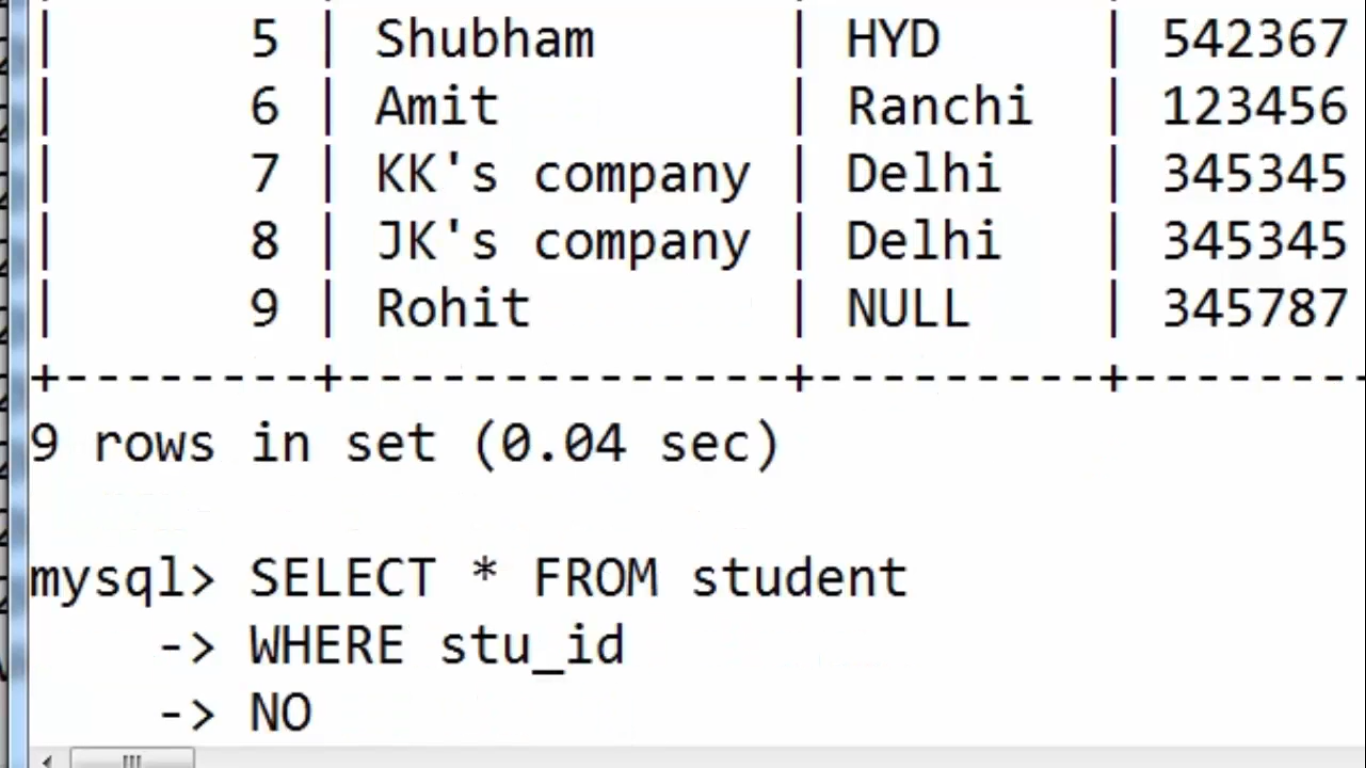 |      5 | Shubham      | HYD     | 542367
|      6 | Amit         | Ranchi  | 123456
|      7 | KK's company | Delhi   | 345345
|      8 | JK's company | Delhi   | 345345
|      9 | Rohit        | NULL    | 345787
+--------+--------------+---------+--------
9 rows in set (0.04 sec)
mysql> SELECT * FROM student
    -> WHERE stu_id
    -> NO